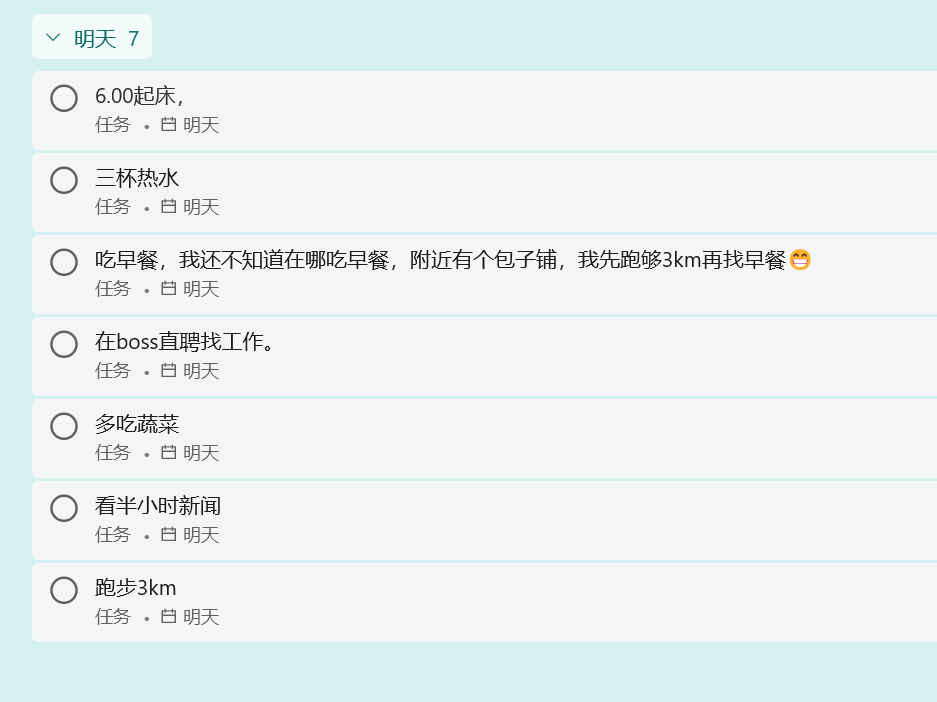 明天 7
6.00起床，
任务 • 明天
三杯热水
任务 • 明天
吃早餐，我还不知道在哪吃早餐，附近有个包子铺，我先跑够3km再找早餐😁
任务 • 明天
在boss直聘找工作。
任务 • 明天
多吃蔬菜
任务 • 明天
看半小时新闻
任务 • 明天
跑步3km
任务 • 明天